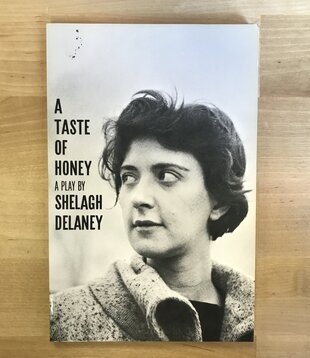 A
TASTE
OF
HONEY
A PLAY BY
SHELAGH
DELANEY